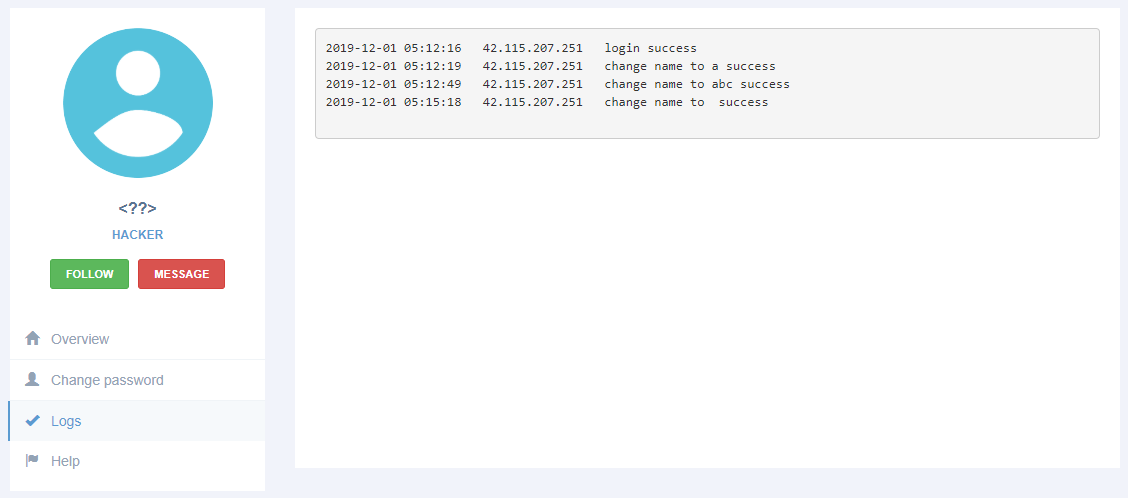 <??>
HACKER
FOLLOW
MESSAGE
Overview
Change password
Logs
Help
2019-12-01 05:12:16   42.115.207.251   login success
2019-12-01 05:12:19   42.115.207.251   change name to a success
2019-12-01 05:12:49   42.115.207.251   change name to abc success
2019-12-01 05:15:18   42.115.207.251   change name to  success